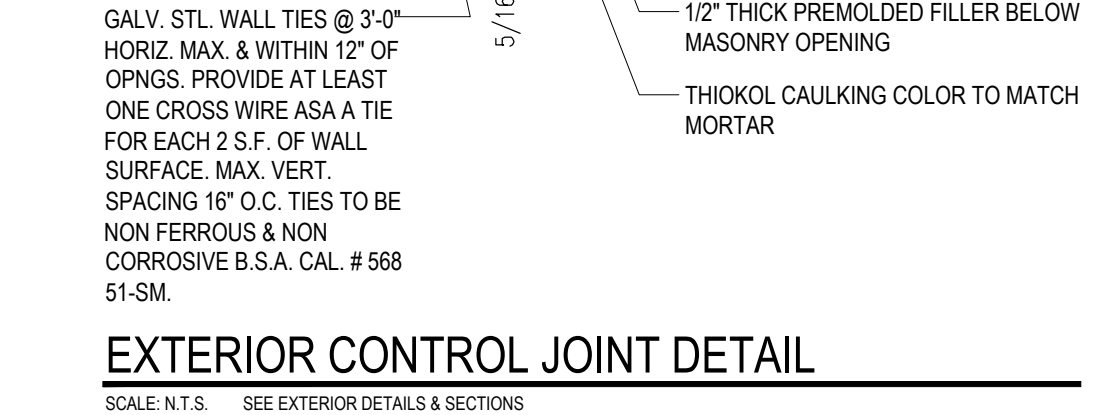 GALV. STL. WALL TIES @ 3'-0"
HORIZ. MAX. & WITHIN 12" OF
OPNGS. PROVIDE AT LEAST
ONE CROSS WIRE ASA A TIE
FOR EACH 2 S.F. OF WALL
SURFACE. MAX. VERT.
SPACING 16" O.C. TIES TO BE
NON FERROUS & NON
CORROSIVE B.S.A. CAL. # 568
51-SM.
5/16
1/2" THICK PREMOLDED FILLER BELOW
MASONRY OPENING
THIOKOL CAULKING COLOR TO MATCH
MORTAR
EXTERIOR CONTROL JOINT DETAIL
SCALE: N.T.S. SEE EXTERIOR DETAILS & SECTIONS